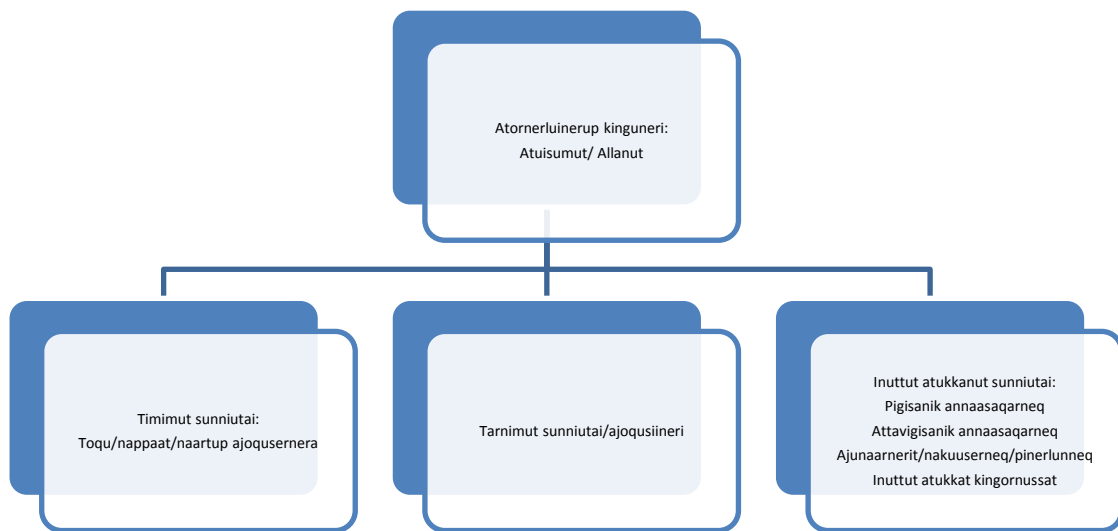 Atornerluinerup kinguneri:
Atuisumut/ Allanut
Timimut sunniutai:
Toqu/nappaat/naartup ajoqusernera
Tarnimut sunniutai/ajoqusiineri
Inuttut atukkanut sunniutai:
Pigisanik annaasaqarneq
Attavigisanik annaasaqarneq
Ajunaarnerit/nakuuserneq/pinerlunneq
Inuttut atukkat kingornussat